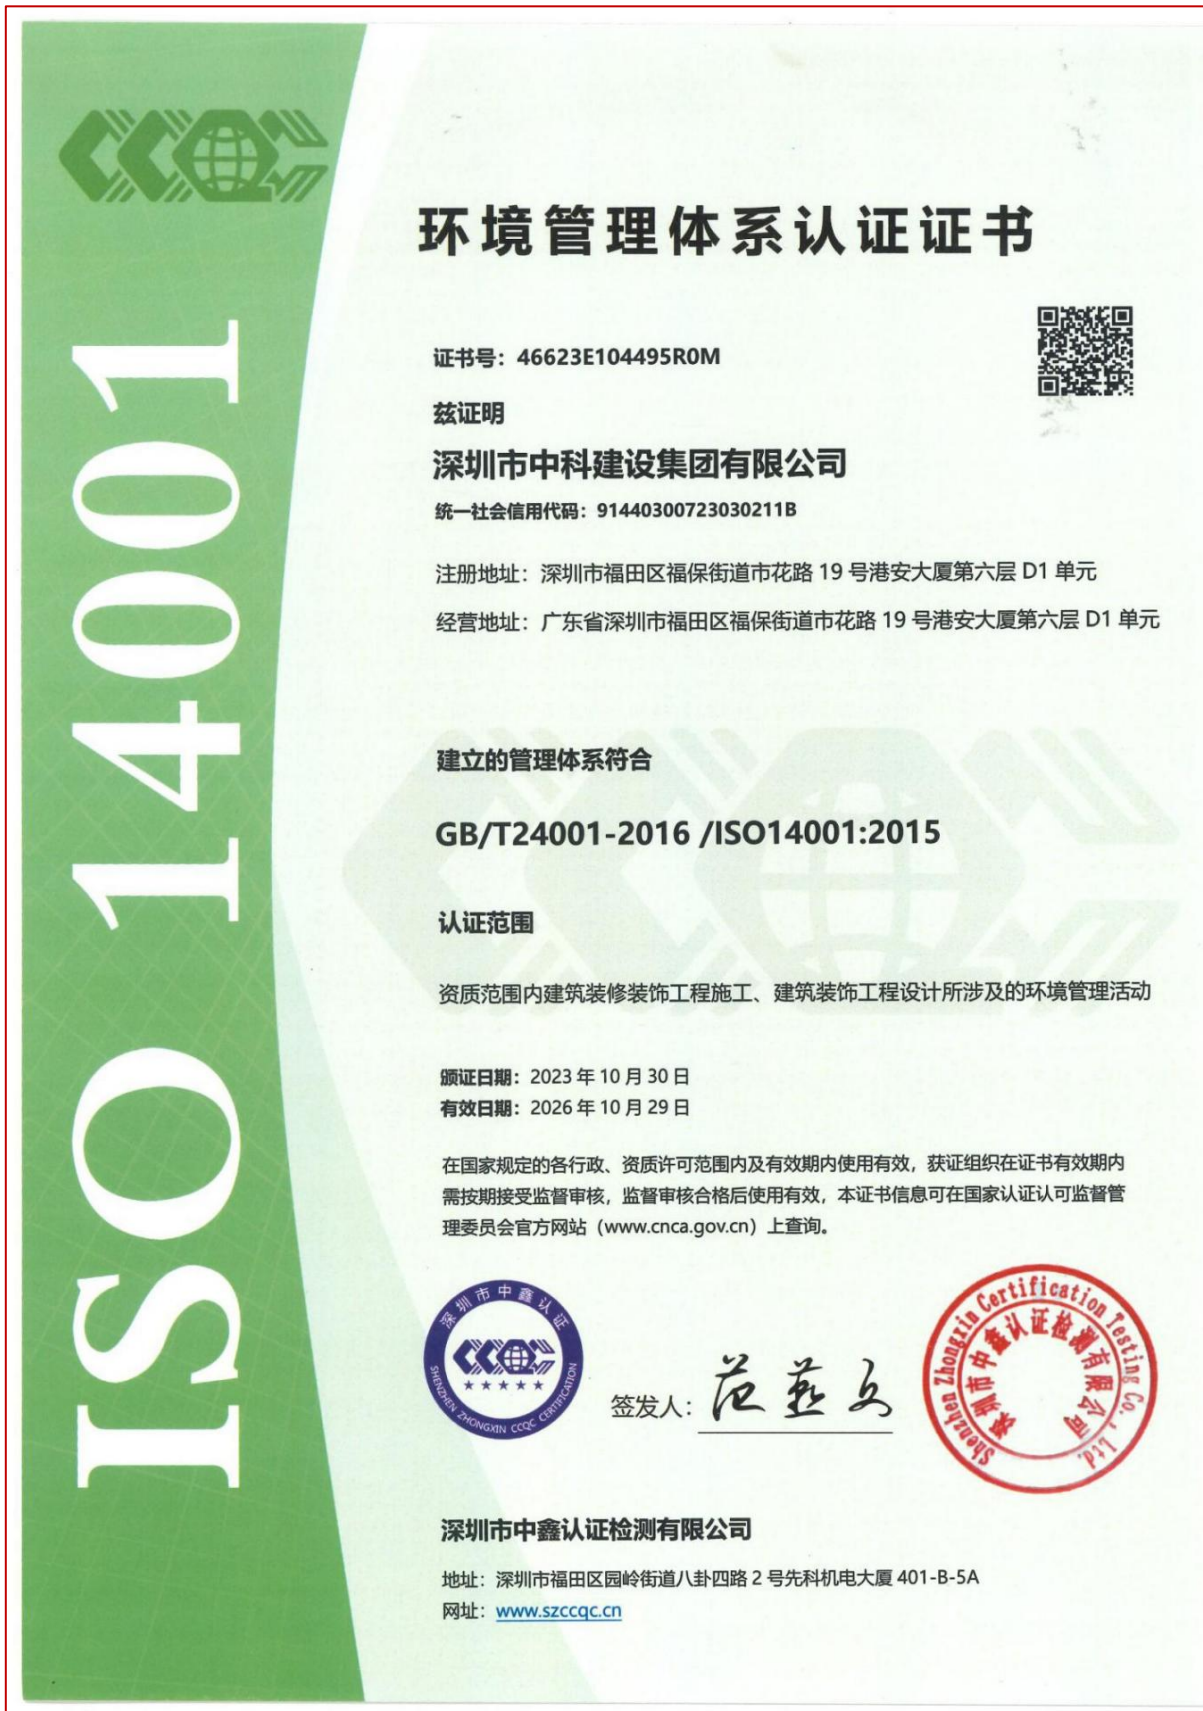 CCQC
ISO 14001
环境管理体系认证证书
证书号：46623E104495R0M
兹证明
深圳市中科建设集团有限公司
统一社会信用代码：91440300723030211B
注册地址：深圳市福田区福保街道市花路 19 号港安大厦第六层 D1 单元
经营地址：广东省深圳市福田区福保街道市花路 19 号港安大厦第六层 D1 单元
建立的管理体系符合
GB/T24001-2016 /ISO14001:2015
认证范围
资质范围内建筑装修装饰工程施工、建筑装饰工程设计所涉及的环境管理活动
颁证日期：2023 年 10 月 30 日
有效日期：2026 年 10 月 29 日
在国家规定的各行政、资质许可范围内及有效期内使用有效，获证组织在证书有效期内
需按期接受监督审核，监督审核合格后使用有效，本证书信息可在国家认证认可监督管
理委员会官方网站（www.cnca.gov.cn）上查询。
深圳市中鑫认证
CCQC
SHENZHEN ZHONGXIN CCQC CERTIFICATION
签发人：
Shenzhen Zhongxin Certification Testing Co., Ltd.
深圳市中鑫认证检测有限公司
深圳市中鑫认证检测有限公司
地址：深圳市福田区园岭街道八卦四路 2 号先科机电大厦 401-B-5A
网址：www.szccqc.cn